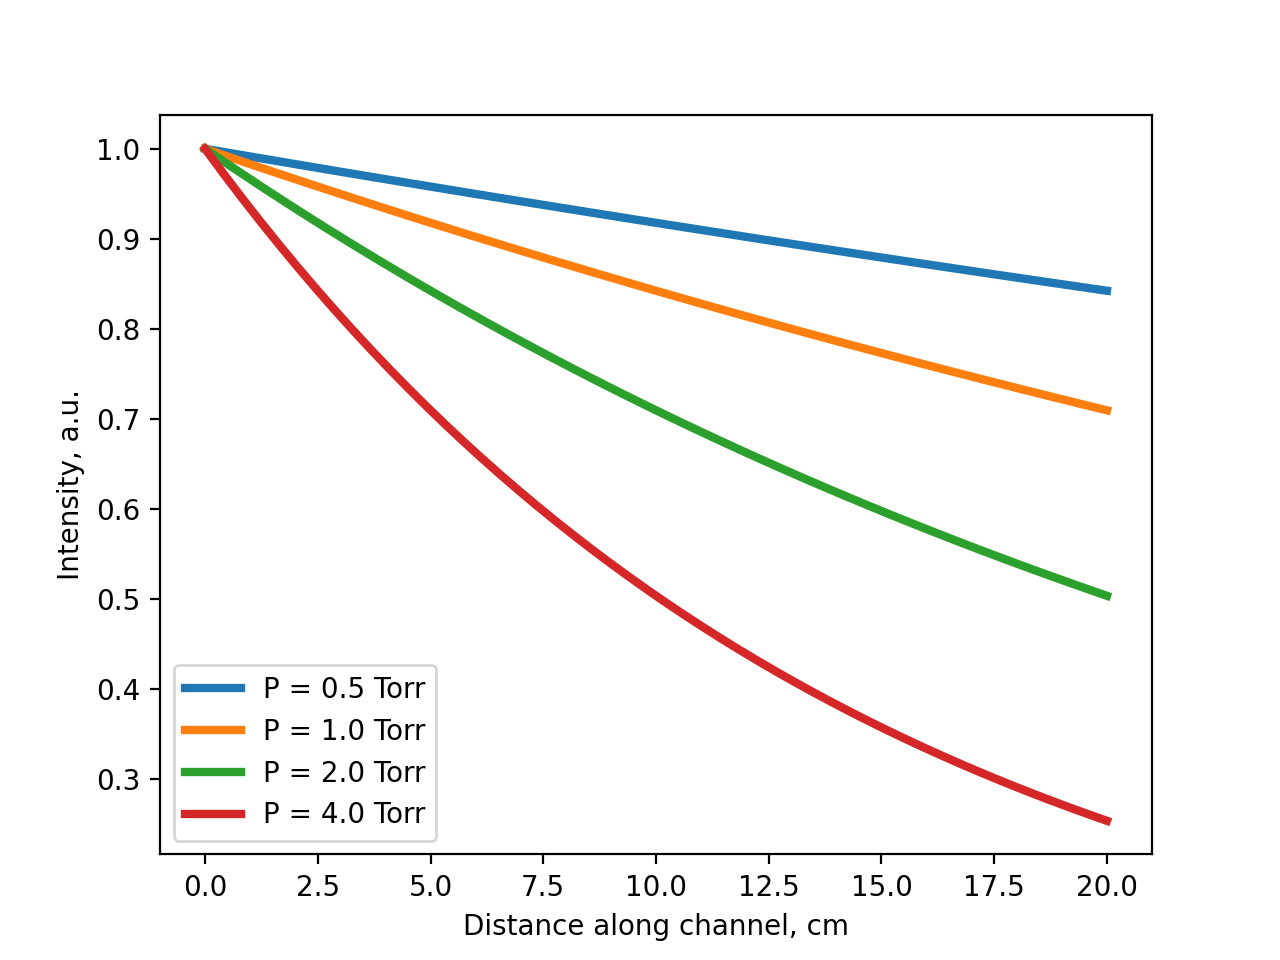 1.0
0.9
0.8
0.7
0.6
0.5
0.4
0.3
Intensity, a.u.
P = 0.5 Torr
P = 1.0 Torr
P = 2.0 Torr
P = 4.0 Torr
0.0 2.5 5.0 7.5 10.0 12.5 15.0 17.5 20.0
Distance along channel, cm